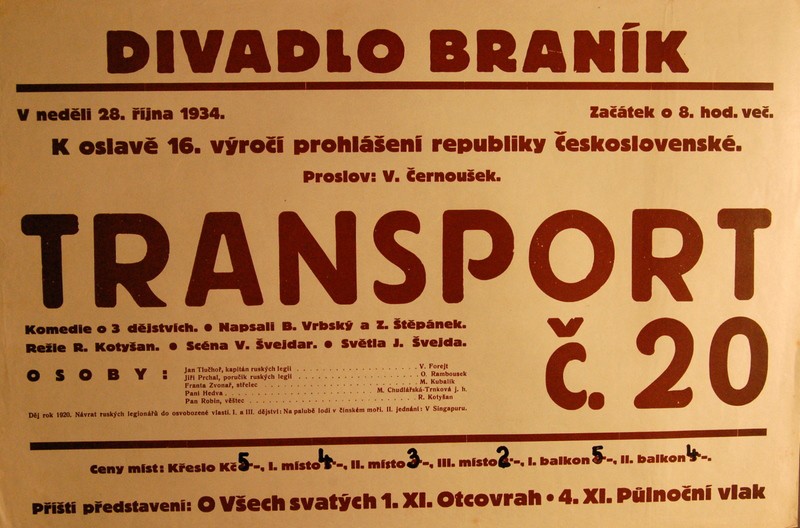 DIVADLO BRANÍK
V neděli 28. října 1934. Začátek o 8. hod. več.
K oslavě 16. výročí prohlášení republiky Československé.
Proslov: V. Černoušek.
TRANSPORT
č. 20
Komedie o 3 dějstvích. • Napsali B. Vrbský a Z. Štěpánek.
Režie R. Kotyšan. • Scéna V. Švejdar. • Světla J. Švejda.
OSOBY:
Jan Tlačhoř, kapitán ruských legií . . . . . . . . . . V. Forejt
Jiří Prchal, poručík ruských legií . . . . . . . . . . O. Rambousek
Franta Zvonař, střelec . . . . . . . . . . M. Kobalík
Paní Hedva . . . . . . . . . . M. Chudlářská-Trnková j. h.
Pan Robin, věštec . . . . . . . . . . R. Kotyšan
Děj rok 1920. Návrat ruských legionářů do osvobozené vlasti. I. a III. dějství: Na palubě lodi v čínském moři. II. jednání: V Singapuru.
Ceny míst: Křeslo Kč 5-, I. místo 4-, II. místo 3-, III. místo 2-, I. balkon 5-, II. balkon 4-.
Příští představení: O Všech svatých 1. XI. Otcovrah • 4. XI. Půlnoční vlak